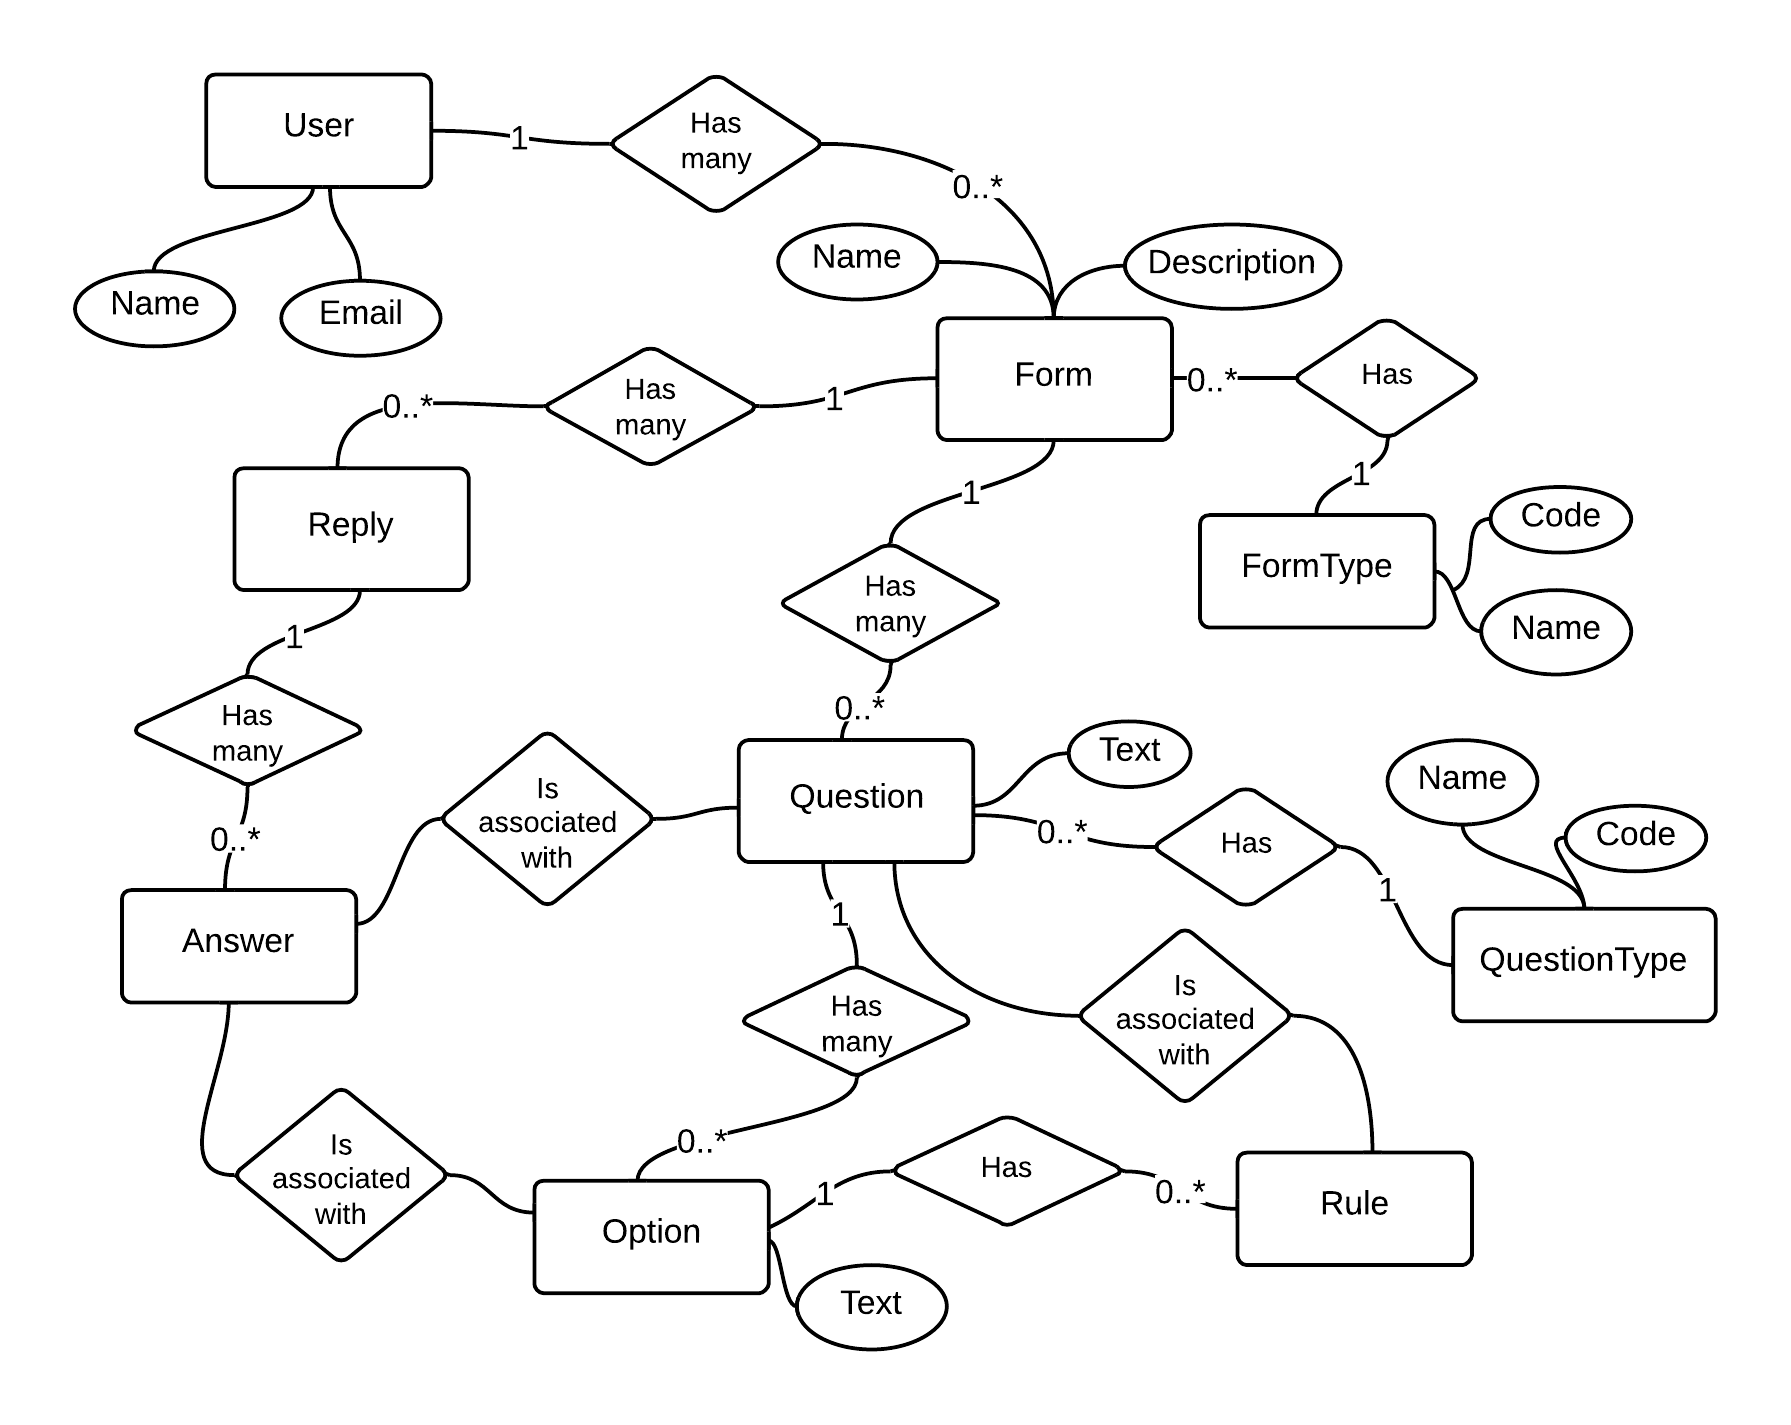 User
1
Has
many
0..*
Name
Description
Name
Email
Form
0..*
Has
Has
many
1
0..*
1
1
Reply
Code
FormType
Has
many
Name
1
Has
many
0..*
Text
Name
Is
associated
with
Question
0..*
Has
Code
0..*
1
1
Answer
QuestionType
Is
associated
with
Has
many
0..*
Is
associated
with
Has
1
0..*
Rule
Option
Text